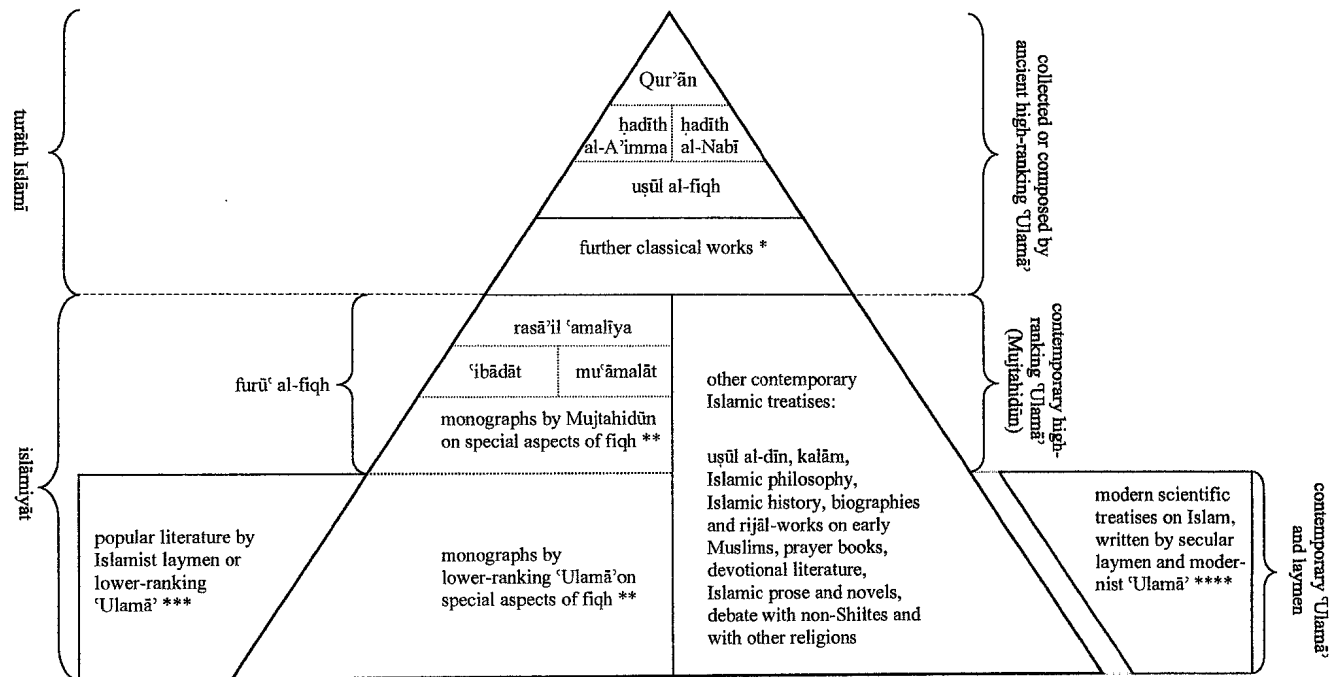 Qur’ān
ḥadīth
al-A’imma
ḥadīth
al-Nabī
uṣūl al-fiqh
further classical works *
turāth Islāmī
collected or composed by
ancient high-ranking ‘Ulamā’
rasā’il ‘amalīya
‘ibādāt
mu‘āmalāt
monographs by Mujtahidūn
on special aspects of fiqh **
furū‘ al-fiqh
islāmiyāt
other contemporary
Islamic treatises:
uṣūl al-dīn, kalām,
Islamic philosophy,
Islamic history, biographies
and rijāl-works on early
Muslims, prayer books,
devotional literature,
Islamic prose and novels,
debate with non-Shiites and
with other religions
contemporary high-
ranking ‘Ulamā’
(Mujtahidūn)
popular literature by
Islamist laymen or
lower-ranking
‘Ulamā’ ***
monographs by
lower-ranking ‘Ulamā’on
special aspects of fiqh **
modern scientific
treatises on Islam,
written by secular
laymen and moder-
nist ‘Ulamā’ ****
contemporary ‘Ulamā’
and laymen